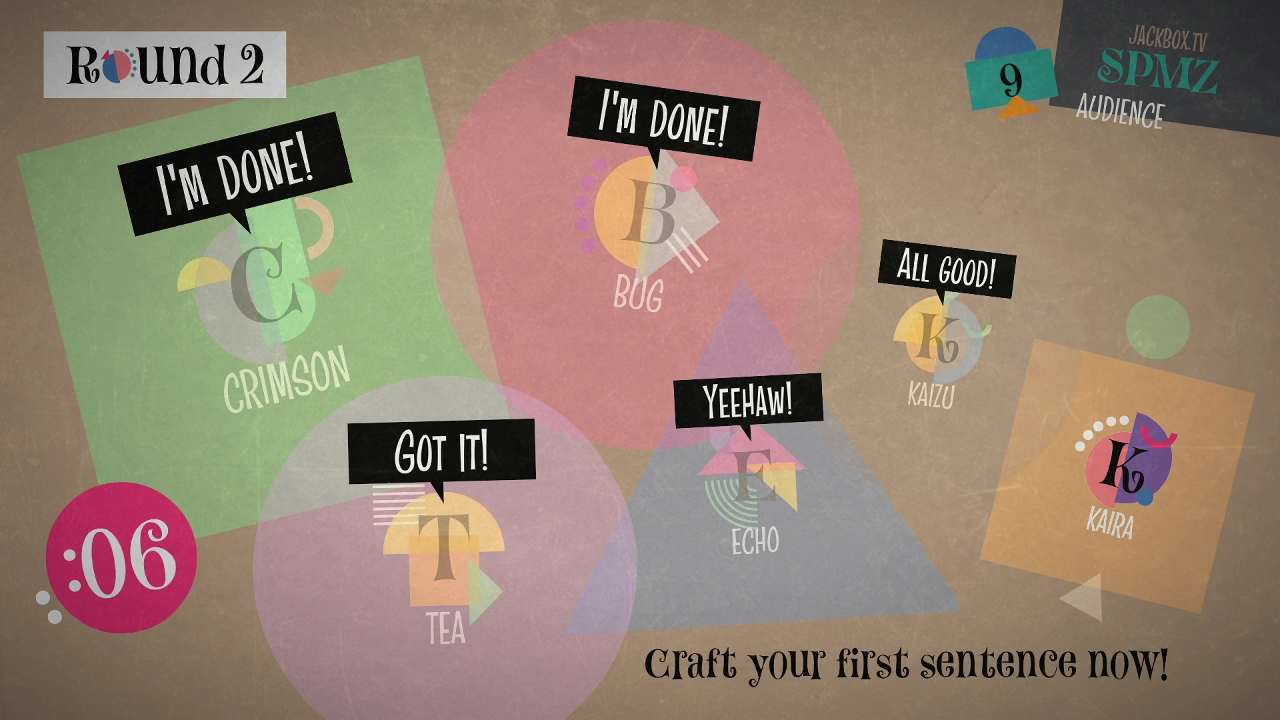 Round 2
JACKBOX.TV
SPMZ
9
AUDIENCE
I'M DONE!
C
CRIMSON
I'M DONE!
B
BUG
ALL GOOD!
K
KAIZU
YEEHAW!
E
ECHO
GOT IT!
T
TEA
K
KAIRA
:06
Craft your first sentence now!